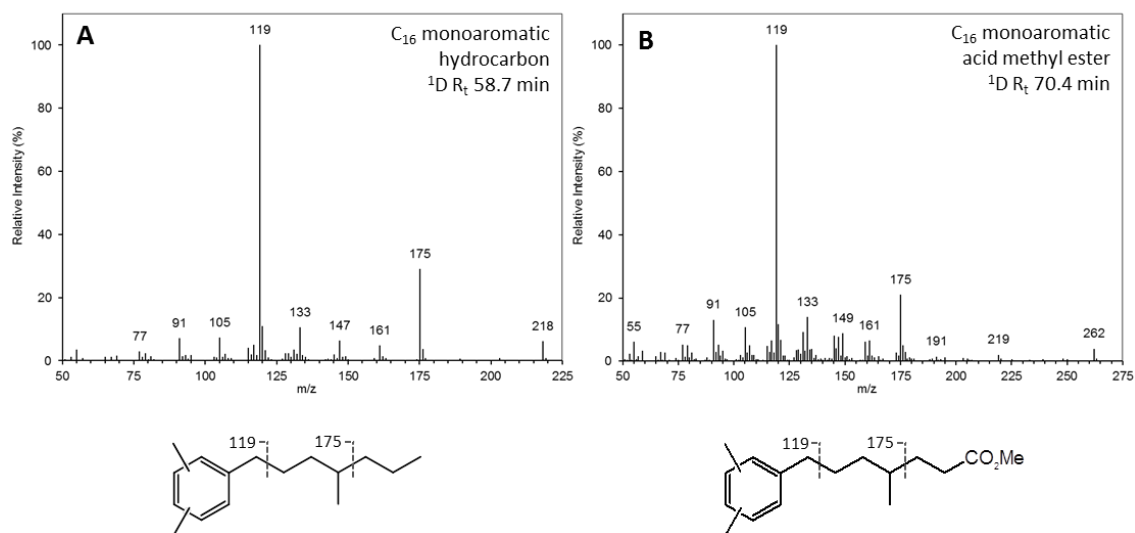 A
C₁₆ monoaromatic
hydrocarbon
¹D Rₜ 58.7 min
Relative Intensity (%)
100
80
60
40
20
0
119
175
77
91
105
133
147
161
218
50 75 100 125 150 175 200 225
m/z
119
175
B
C₁₆ monoaromatic
acid methyl ester
¹D Rₜ 70.4 min
Relative Intensity (%)
100
80
60
40
20
0
119
175
55
77
91
105
133
149
161
191
219
262
50 75 100 125 150 175 200 225 250 275
m/z
119
175
CO₂Me